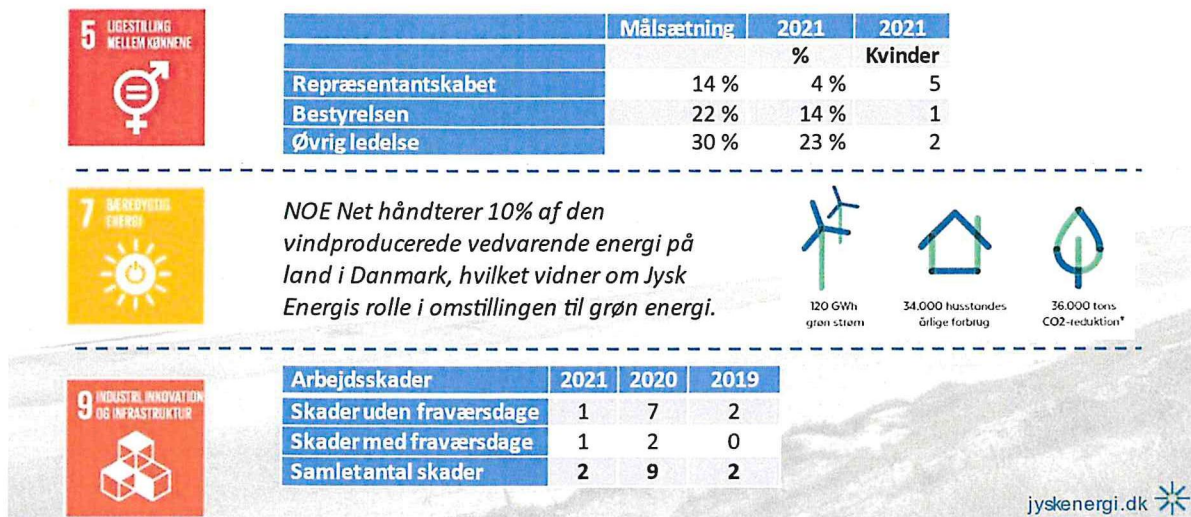 5 LIGESTILLING
MELLEM KØNNENE
Målsætning 2021 2021
% Kvinder
Repræsentantskabet 14 % 4 % 5
Bestyrelsen 22 % 14 % 1
Øvrig ledelse 30 % 23 % 2
7 BÆREDYGTIG
ENERGI
NOE Net håndterer 10% af den
vindproducerede vedvarende energi på
land i Danmark, hvilket vidner om Jysk
Energis rolle i omstillingen til grøn energi.
120 GWh
grøn strøm
34.000 husstandes
årlige forbrug
36.000 tons
CO2-reduktion*
9 INDUSTRI, INNOVATION
OG INFRASTRUKTUR
Arbejdsskader 2021 2020 2019
Skader uden fraværsdage 1 7 2
Skader med fraværsdage 1 2 0
Samlet antal skader 2 9 2
jyskenergi.dk